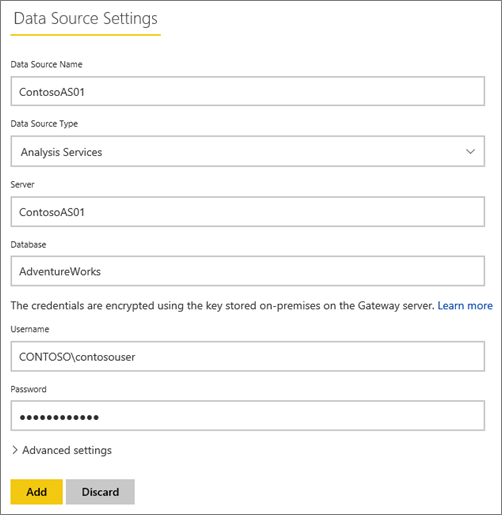 Data Source Settings
Data Source Name
ContosoAS01
Data Source Type
Analysis Services
Server
ContosoAS01
Database
AdventureWorks
The credentials are encrypted using the key stored on-premises on the Gateway server. Learn more
Username
CONTOSO\contosouser
Password
●●●●●●●●●●●●
Advanced settings
Add Discard